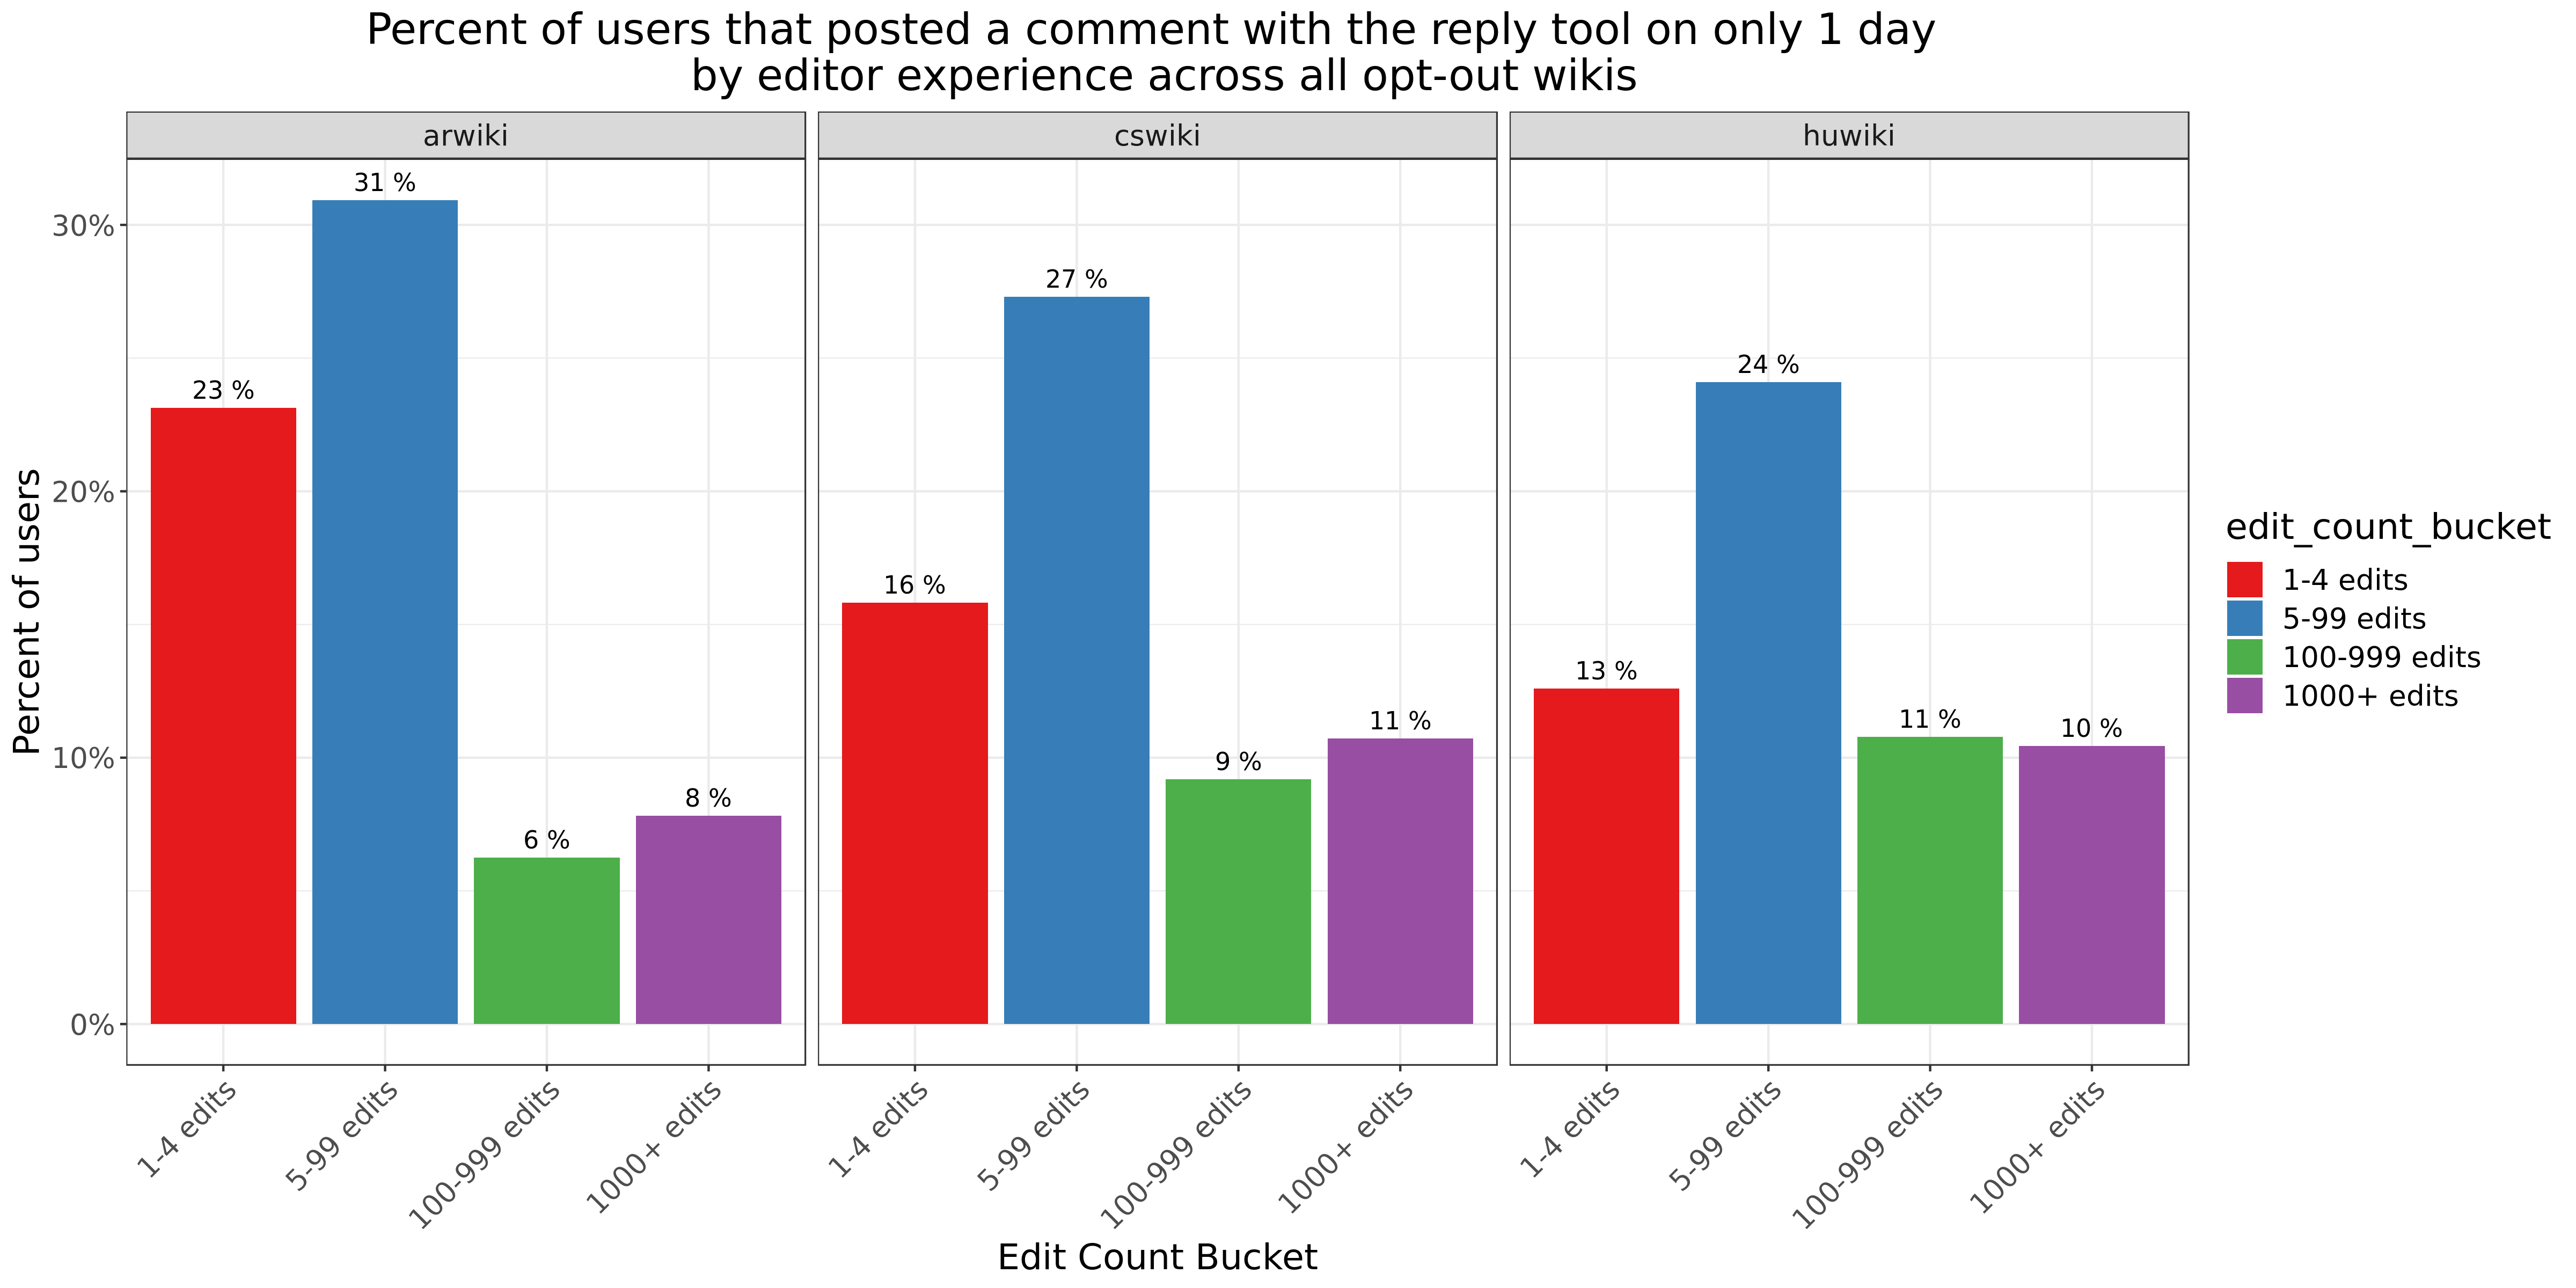 Percent of users that posted a comment with the reply tool on only 1 day
by editor experience across all opt-out wikis
arwiki
cswiki
huwiki
Percent of users
30%
20%
10%
0%
23 %
31 %
6 %
8 %
16 %
27 %
9 %
11 %
13 %
24 %
11 %
10 %
1-4 edits
5-99 edits
100-999 edits
1000+ edits
1-4 edits
5-99 edits
100-999 edits
1000+ edits
1-4 edits
5-99 edits
100-999 edits
1000+ edits
Edit Count Bucket
edit_count_bucket
1-4 edits
5-99 edits
100-999 edits
1000+ edits